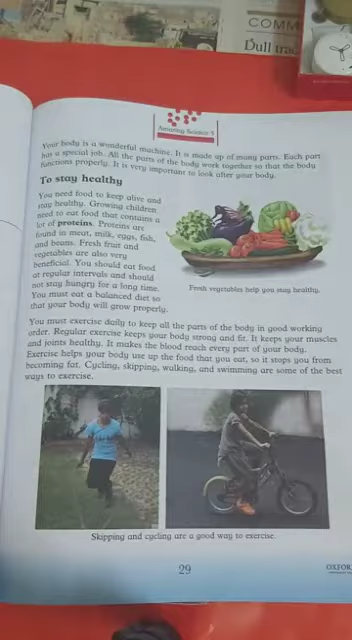 COMM
Dull
Amazing Science 3
Your body is a wonderful machine. It is made up of many parts. Each part
has a special job. All the parts of the body work together so that the body
functions properly. It is very important to look after your body.
To stay healthy
You need food to keep alive and
stay healthy. Growing children
need to eat food that contains a
lot of proteins. Proteins are
found in meat, milk, eggs, fish,
and beans. Fresh fruit and
vegetables are also very
beneficial. You should eat food
at regular intervals and should
not stay hungry for a long time.
You must eat a balanced diet so
that your body will grow properly.
Fresh vegetables help you stay healthy.
You must exercise daily to keep all the parts of the body in good working
order. Regular exercise keeps your body strong and fit. It keeps your muscles
and joints healthy. It makes the blood reach every part of your body.
Exercise helps your body use up the food that you eat, so it stops you from
becoming fat. Cycling, skipping, walking, and swimming are some of the best
ways to exercise.
Skipping and cycling are a good way to exercise.
29
OXFOR